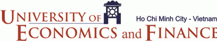 UNIVERSITY OF Ho Chi Minh City - Vietnam
ECONOMICS AND FINANCE